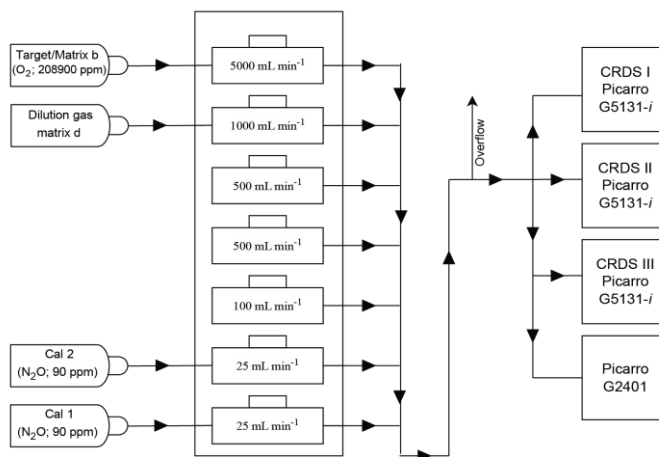 Target/Matrix b
(O₂; 208900 ppm)
5000 mL min⁻¹
Dilution gas
matrix d
1000 mL min⁻¹
500 mL min⁻¹
500 mL min⁻¹
100 mL min⁻¹
Cal 2
(N₂O; 90 ppm)
25 mL min⁻¹
Cal 1
(N₂O; 90 ppm)
25 mL min⁻¹
Overflow
CRDS I
Picarro
G5131-i
CRDS II
Picarro
G5131-i
CRDS III
Picarro
G5131-i
Picarro
G2401